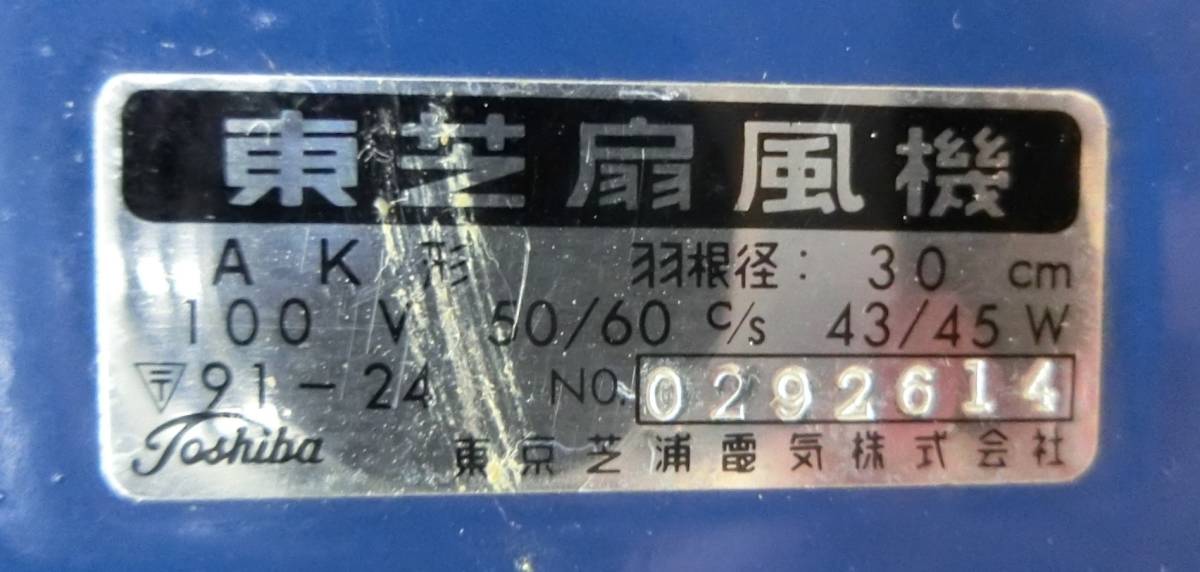 東芝扇風機
AK形 羽根径: 30 cm
100 V 50/60 c/s 43/45 W
〒91-24 NO. 0292614
Toshiba 東京芝浦電気株式会社